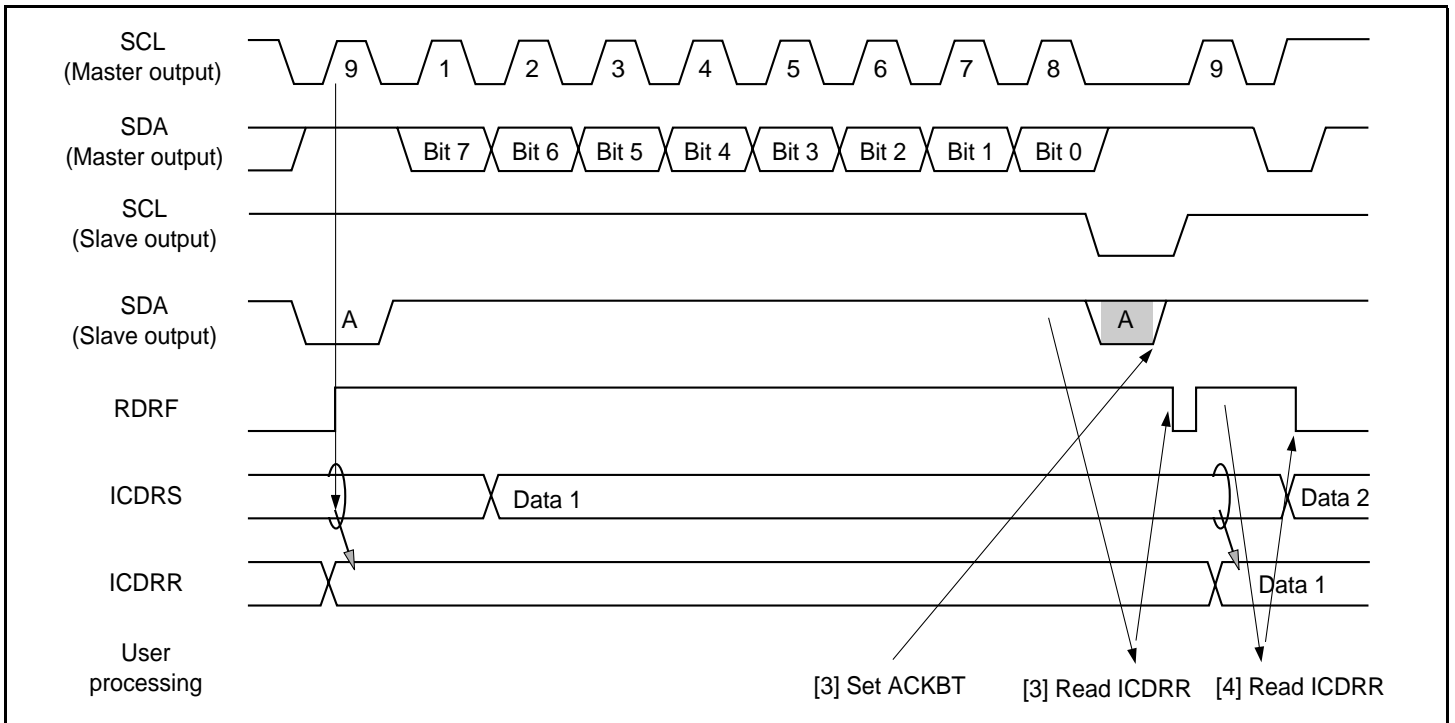 SCL
(Master output)
9
1
2
3
4
5
6
7
8
9
SDA
(Master output)
Bit 7
Bit 6
Bit 5
Bit 4
Bit 3
Bit 2
Bit 1
Bit 0
SCL
(Slave output)
SDA
(Slave output)
A
A
RDRF
ICDRS
Data 1
Data 2
ICDRR
Data 1
User
processing
[3] Set ACKBT
[3] Read ICDRR
[4] Read ICDRR